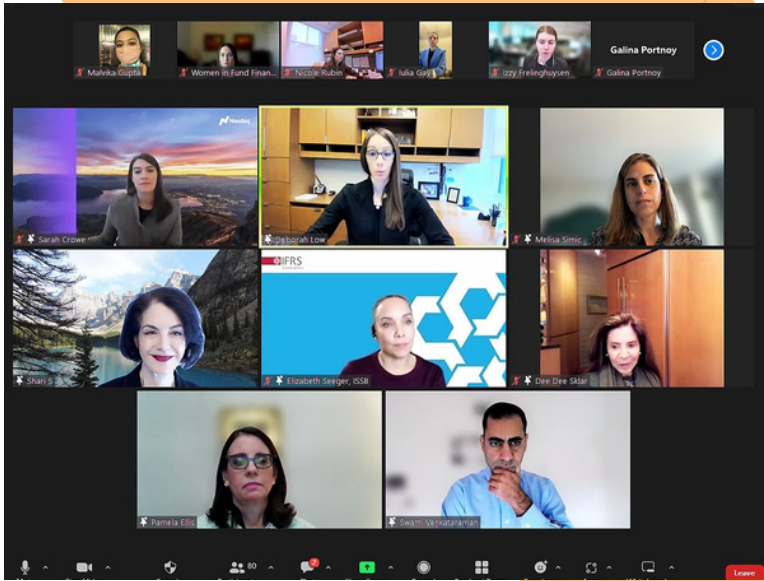 Galina Portnoy
Malvika Gupta
Women in Fund Finan...
Nicole Rubin
Iulia Gay
Izzy Frelinghuysen
Galina Portnoy
Nasdaq
Sarah Crowe
Deborah Low
Melisa Simic
IFRS
Shari S
Elizabeth Seeger, ISSB
Dee Dee Sklar
Pamela Ellis
Swami Venkataraman
80
2
Leave